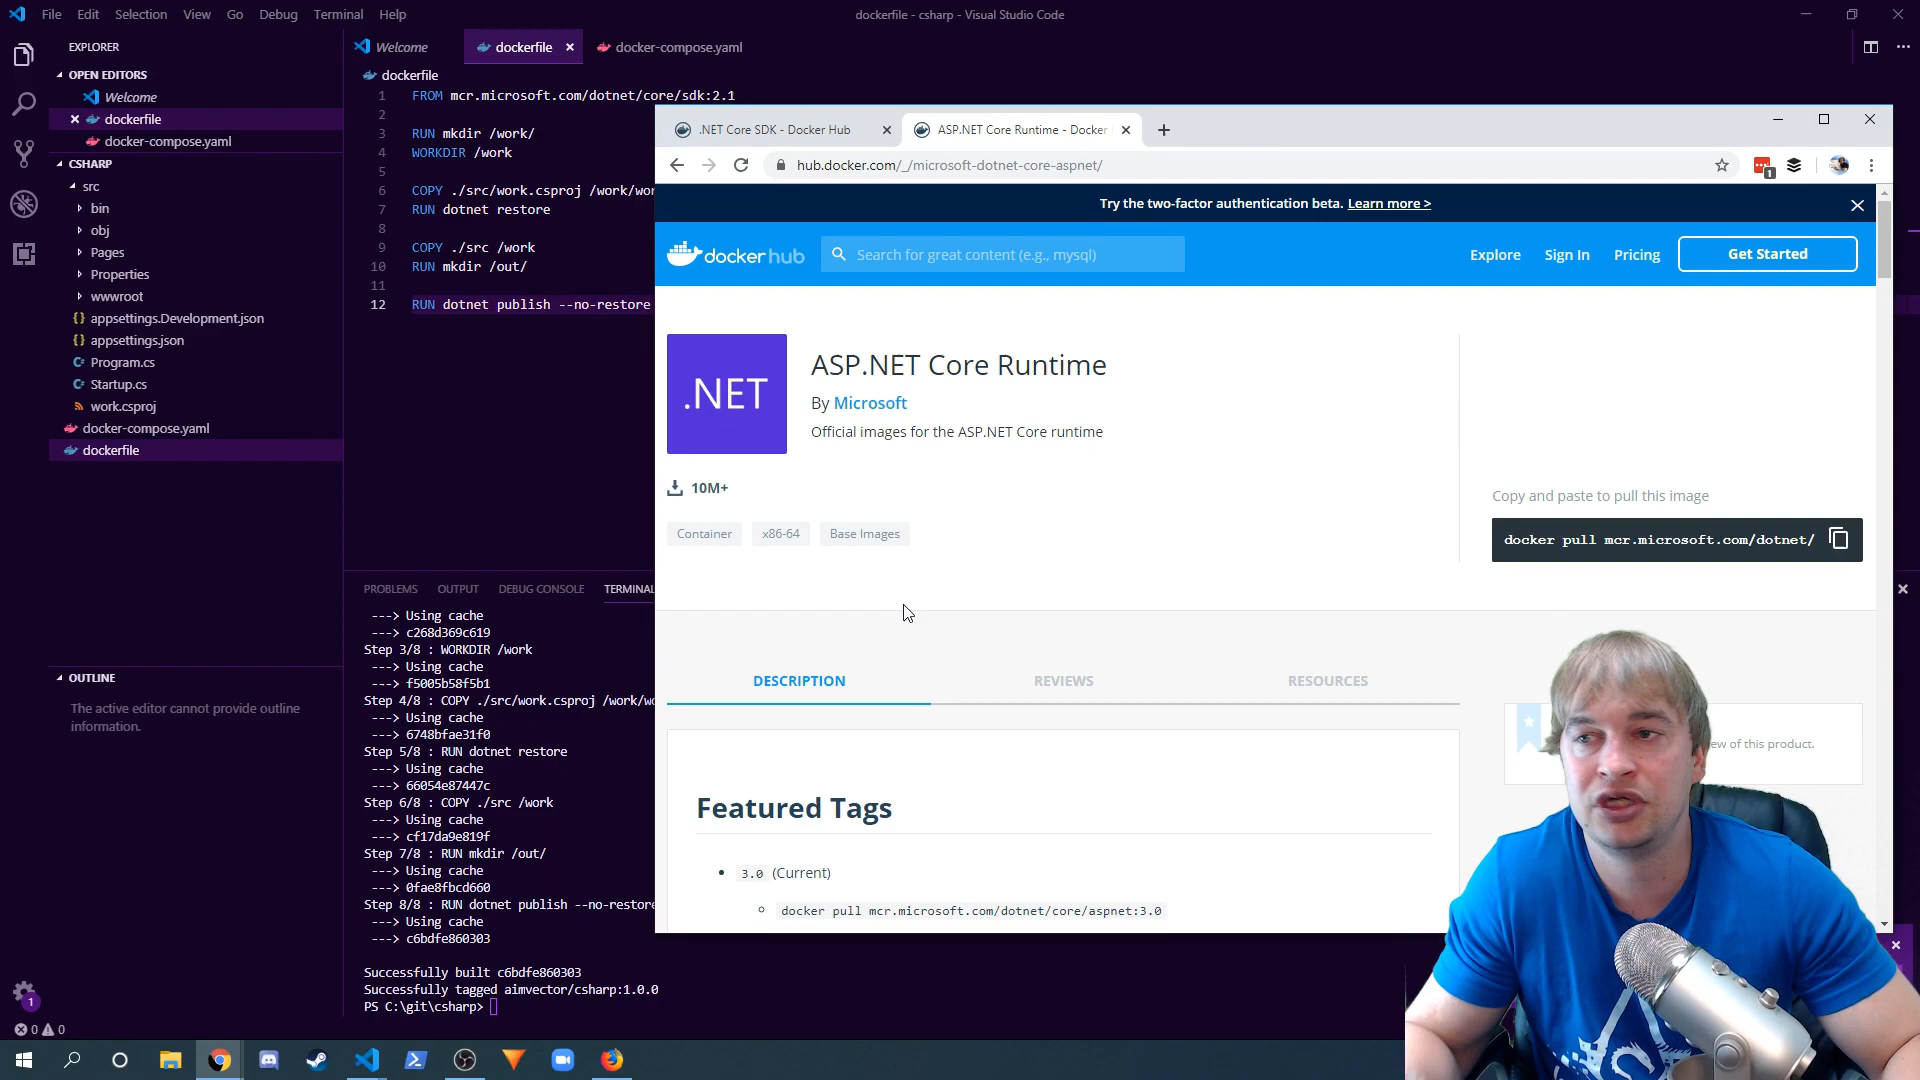 File Edit Selection View Go Debug Terminal Help
dockerfile - csharp - Visual Studio Code
EXPLORER
OPEN EDITORS
Welcome
dockerfile
docker-compose.yaml
CSHARP
src
bin
obj
Pages
Properties
wwwroot
appsettings.Development.json
appsettings.json
Program.cs
Startup.cs
work.csproj
docker-compose.yaml
dockerfile
OUTLINE
The active editor cannot provide outline
information.
1
0 0
Welcome dockerfile docker-compose.yaml
dockerfile
1 FROM mcr.microsoft.com/dotnet/core/sdk:2.1
2
3 RUN mkdir /work/
4 WORKDIR /work
5
6 COPY ./src/work.csproj /work/wor
7 RUN dotnet restore
8
9 COPY ./src /work
10 RUN mkdir /out/
11
12 RUN dotnet publish --no-restore
PROBLEMS OUTPUT DEBUG CONSOLE TERMINAL
---> Using cache
---> c268d369c619
Step 3/8 : WORKDIR /work
---> Using cache
---> f5005b58f5b1
Step 4/8 : COPY ./src/work.csproj /work/wo
---> Using cache
---> 6748bfae31f0
Step 5/8 : RUN dotnet restore
---> Using cache
---> 66054e87447c
Step 6/8 : COPY ./src /work
---> Using cache
---> cf17da9e819f
Step 7/8 : RUN mkdir /out/
---> Using cache
---> 0fae8fbcd660
Step 8/8 : RUN dotnet publish --no-restore
---> Using cache
---> c6bdfe860303
Successfully built c6bdfe860303
Successfully tagged aimvector/csharp:1.0.0
PS C:\git\csharp>
.NET Core SDK - Docker Hub
ASP.NET Core Runtime - Docker
hub.docker.com/_/microsoft-dotnet-core-aspnet/
1
Try the two-factor authentication beta. Learn more >
docker hub
Search for great content (e.g., mysql)
Explore Sign In Pricing Get Started
.NET
ASP.NET Core Runtime
By Microsoft
Official images for the ASP.NET Core runtime
10M+
Container x86-64 Base Images
Copy and paste to pull this image
docker pull mcr.microsoft.com/dotnet/
DESCRIPTION REVIEWS RESOURCES
ew of this product.
Featured Tags
3.0 (Current)
docker pull mcr.microsoft.com/dotnet/core/aspnet:3.0